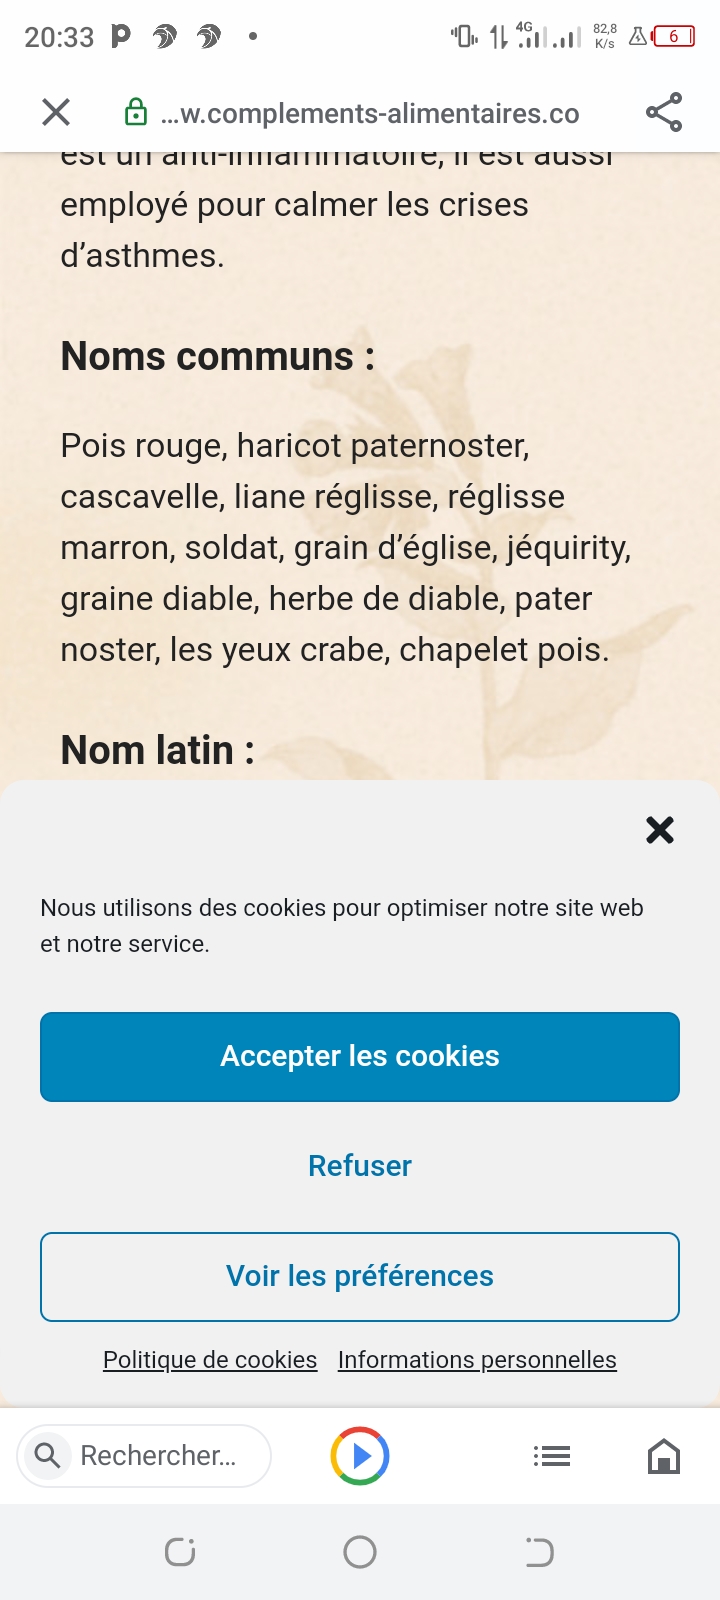 20:33
4G
82,8
K/s
6
...w.complements-alimentaires.co
est un anti-inflammatoire, il est aussi
employé pour calmer les crises
d’asthmes.
Noms communs :
Pois rouge, haricot paternoster,
cascavelle, liane réglisse, réglisse
marron, soldat, grain d’église, jéquirity,
graine diable, herbe de diable, pater
noster, les yeux crabe, chapelet pois.
Nom latin :
Nous utilisons des cookies pour optimiser notre site web
et notre service.
Accepter les cookies
Refuser
Voir les préférences
Politique de cookies Informations personnelles
Rechercher...